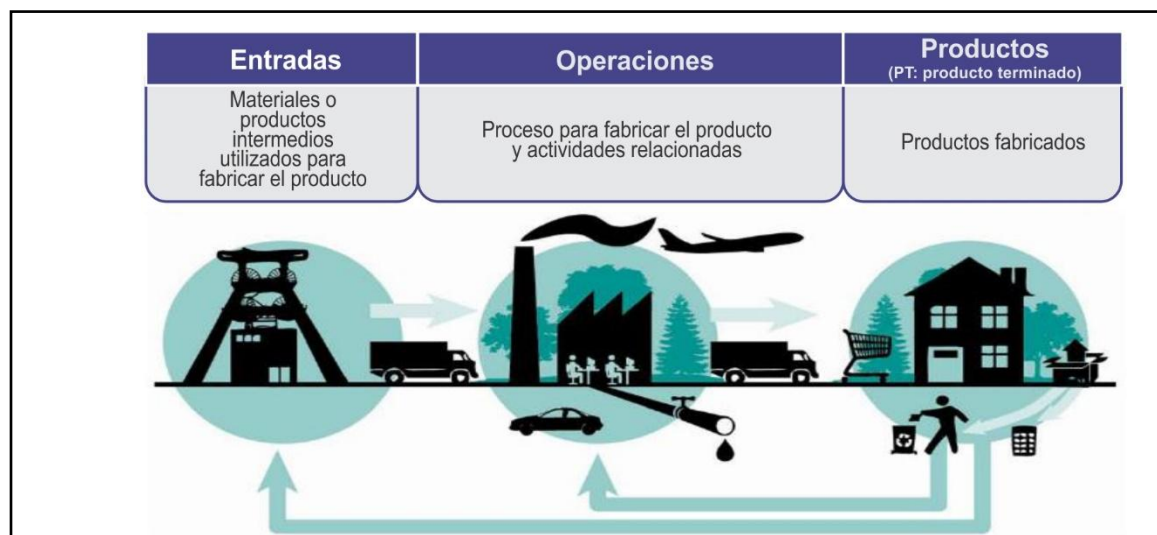 Entradas
Operaciones
Productos
(PT: producto terminado)
Materiales o
productos
intermedios
utilizados para
fabricar el producto
Proceso para fabricar el producto
y actividades relacionadas
Productos fabricados